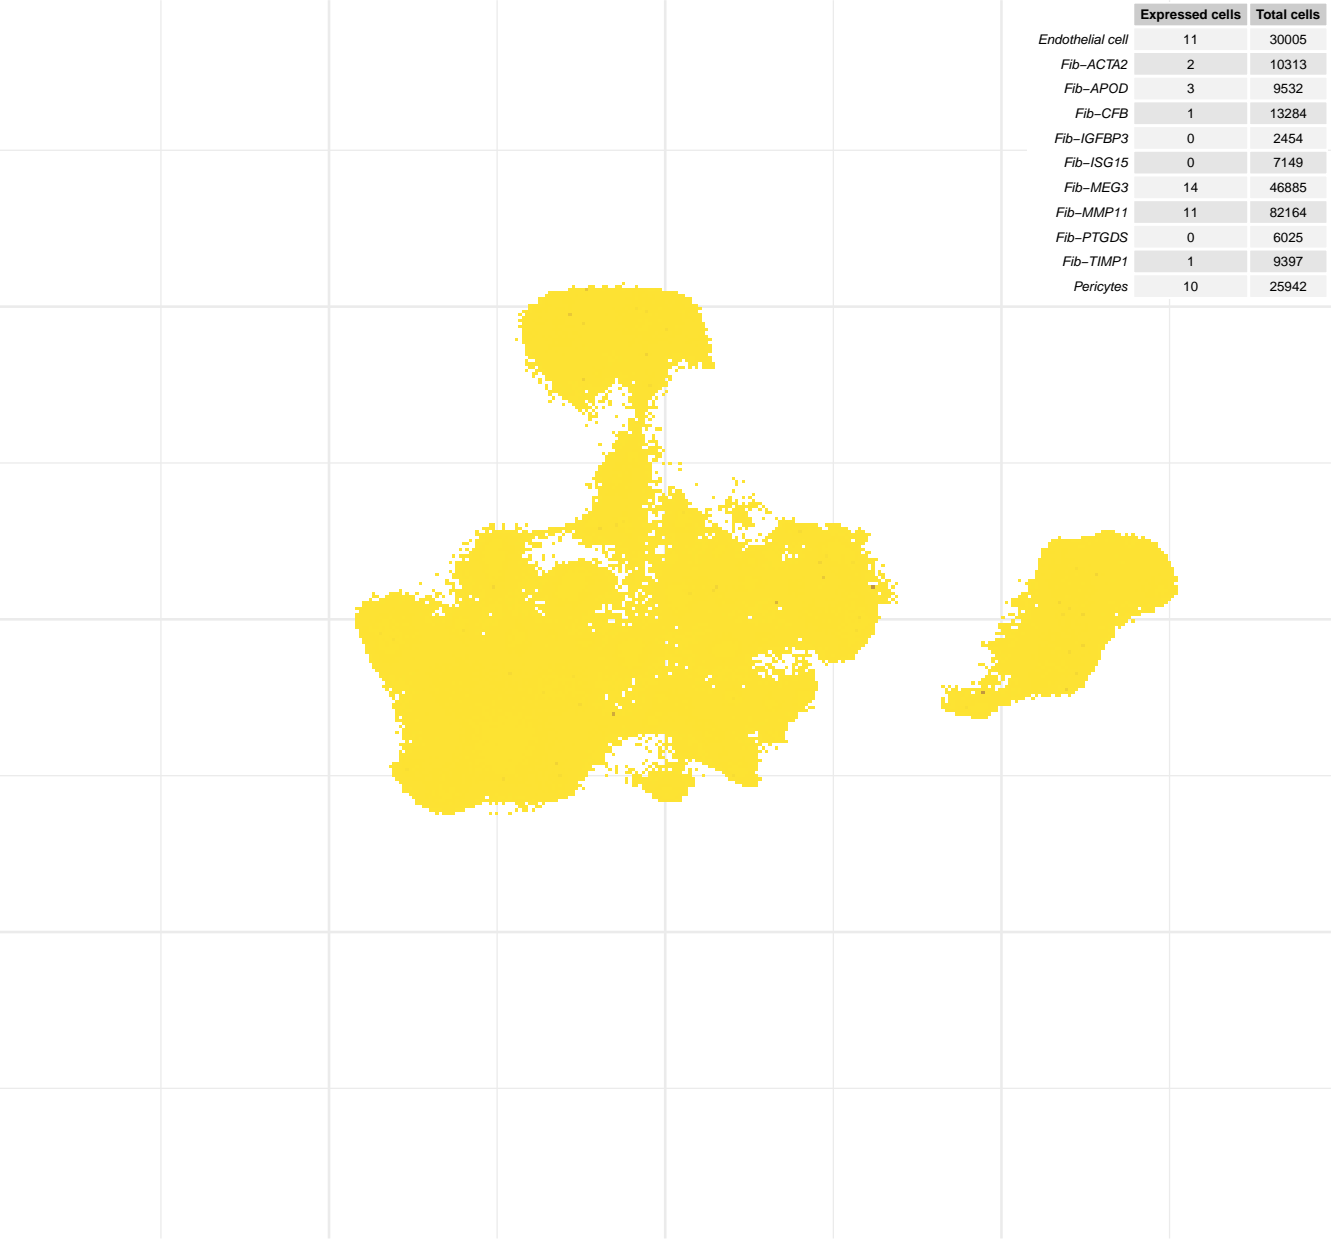 Expressed cells Total cells
Endothelial cell 11 30005
Fib−ACTA2 2 10313
Fib−APOD 3 9532
Fib−CFB 1 13284
Fib−IGFBP3 0 2454
Fib−ISG15 0 7149
Fib−MEG3 14 46885
Fib−MMP11 11 82164
Fib−PTGDS 0 6025
Fib−TIMP1 1 9397
Pericytes 10 25942